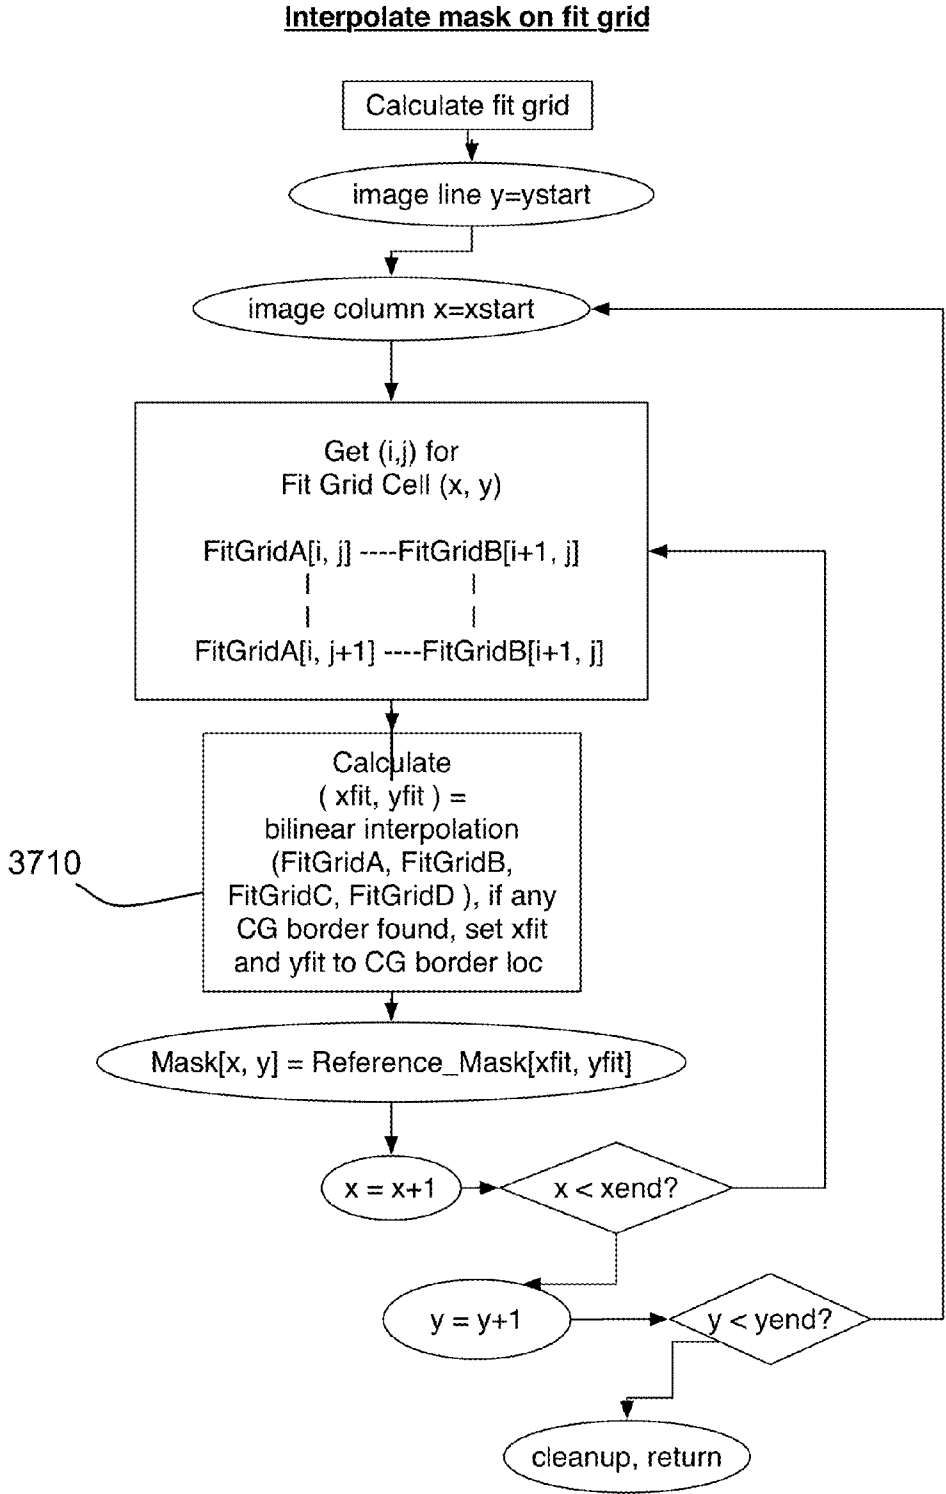 Interpolate mask on fit grid
Calculate fit grid
image line y=ystart
image column x=xstart
Get (i,j) for
Fit Grid Cell (x, y)
FitGridA[i, j] ----FitGridB[i+1, j]
| |
| |
FitGridA[i, j+1] ----FitGridB[i+1, j]
Calculate
( xfit, yfit ) =
bilinear interpolation
(FitGridA, FitGridB,
FitGridC, FitGridD ), if any
CG border found, set xfit
and yfit to CG border loc
3710
Mask[x, y] = Reference_Mask[xfit, yfit]
x = x+1
x < xend?
y = y+1
y < yend?
cleanup, return